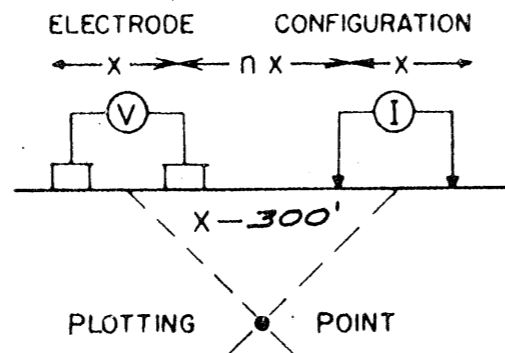 ELECTRODE CONFIGURATION
X n X X
V I
X — 300'
PLOTTING POINT